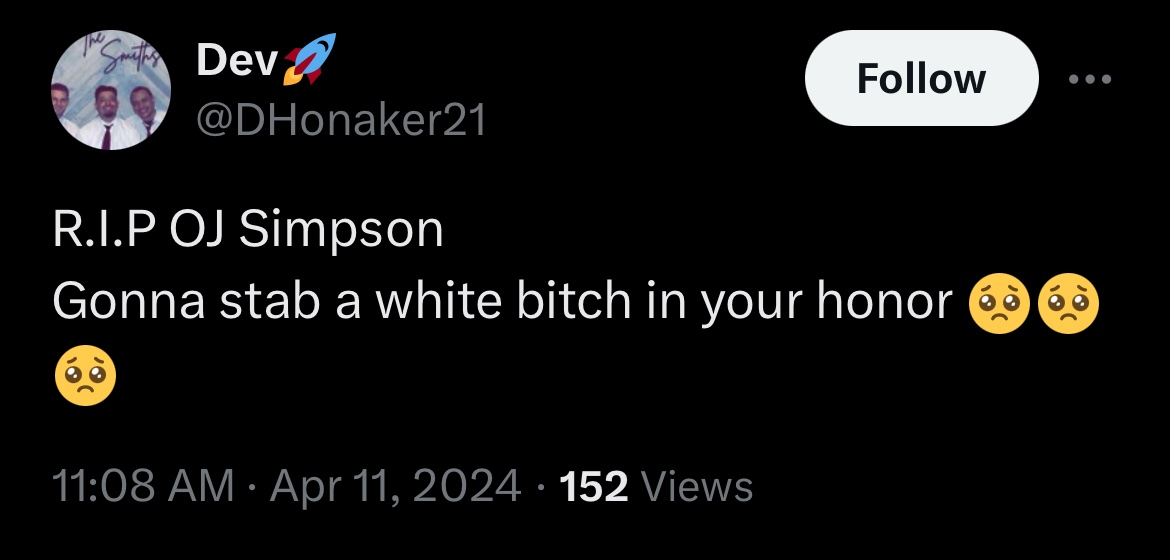 The
Smiths
Dev🚀
@DHonaker21
Follow
R.I.P OJ Simpson
Gonna stab a white bitch in your honor 🥺🥺
🥺
11:08 AM · Apr 11, 2024 · 152 Views